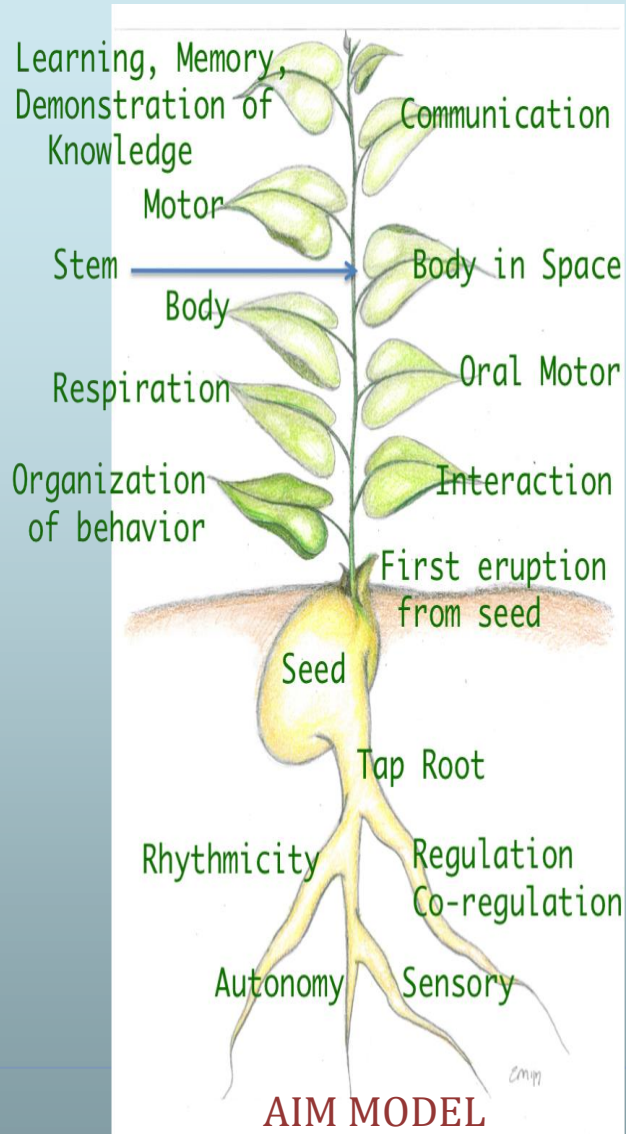 Learning, Memory,
Demonstration of
Knowledge
Communication
Motor
Stem
Body in Space
Body
Oral Motor
Respiration
Organization
of behavior
Interaction
First eruption
from seed
Seed
Tap Root
Rhythmicity
Regulation
Co-regulation
Autonomy
Sensory
AIM MODEL